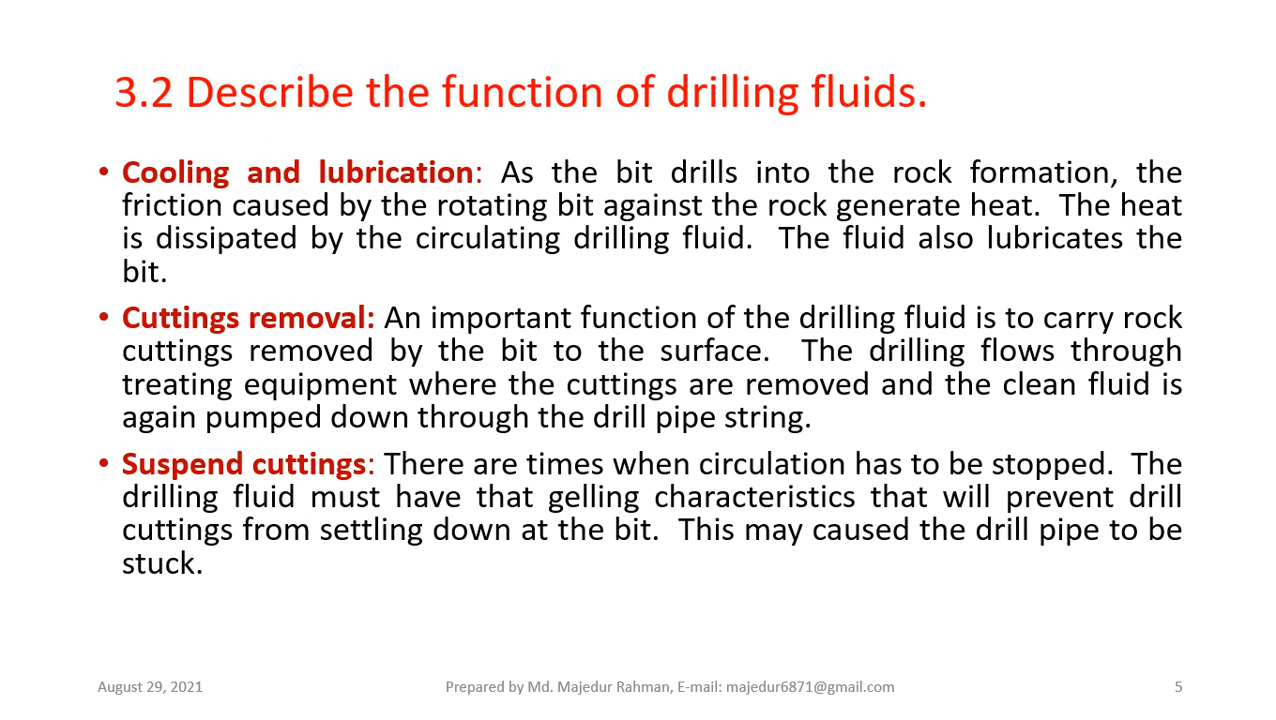 3.2 Describe the function of drilling fluids.
• Cooling and lubrication: As the bit drills into the rock formation, the
friction caused by the rotating bit against the rock generate heat. The heat
is dissipated by the circulating drilling fluid. The fluid also lubricates the
bit.
• Cuttings removal: An important function of the drilling fluid is to carry rock
cuttings removed by the bit to the surface. The drilling flows through
treating equipment where the cuttings are removed and the clean fluid is
again pumped down through the drill pipe string.
• Suspend cuttings: There are times when circulation has to be stopped. The
drilling fluid must have that gelling characteristics that will prevent drill
cuttings from settling down at the bit. This may caused the drill pipe to be
stuck.
August 29, 2021 Prepared by Md. Majedur Rahman, E-mail: majedur6871@gmail.com 5